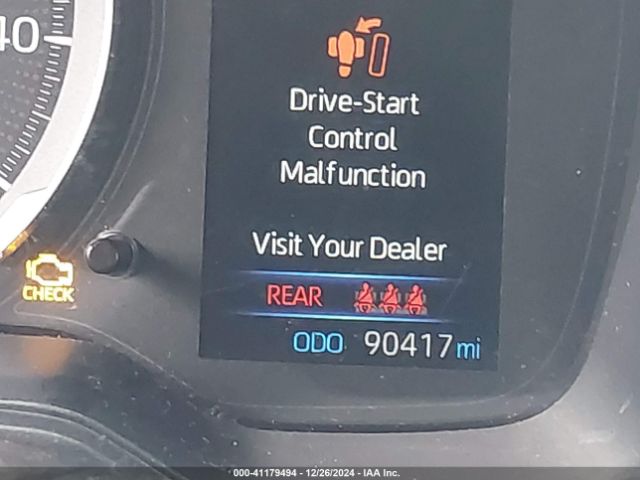 40
Drive-Start
Control
Malfunction
Visit Your Dealer
CHECK
REAR
ODO 90417 mi
000-41179494 - 12/26/2024 - IAA Inc.